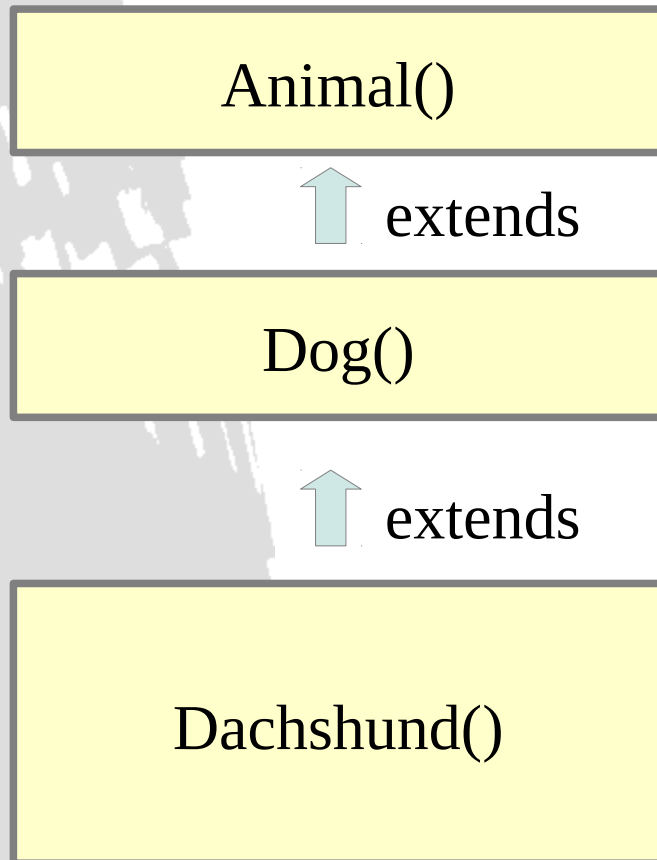 Animal()
extends
Dog()
extends
Dachshund()